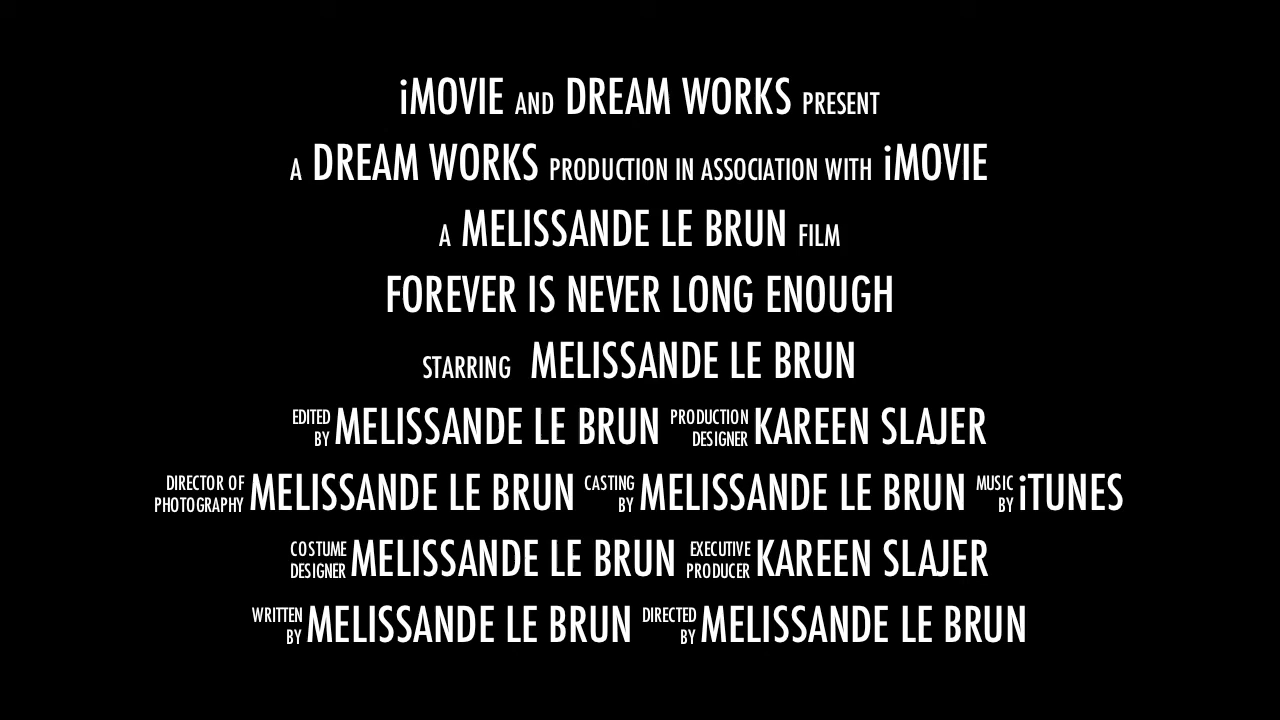 iMOVIE AND DREAM WORKS PRESENT
A DREAM WORKS PRODUCTION IN ASSOCIATION WITH iMOVIE
A MELISSANDE LE BRUN FILM
FOREVER IS NEVER LONG ENOUGH
STARRING MELISSANDE LE BRUN
EDITED BY MELISSANDE LE BRUN PRODUCTION DESIGNER KAREEN SLAJER
DIRECTOR OF PHOTOGRAPHY MELISSANDE LE BRUN CASTING BY MELISSANDE LE BRUN MUSIC BY iTUNES
COSTUME DESIGNER MELISSANDE LE BRUN EXECUTIVE PRODUCER KAREEN SLAJER
WRITTEN BY MELISSANDE LE BRUN DIRECTED BY MELISSANDE LE BRUN